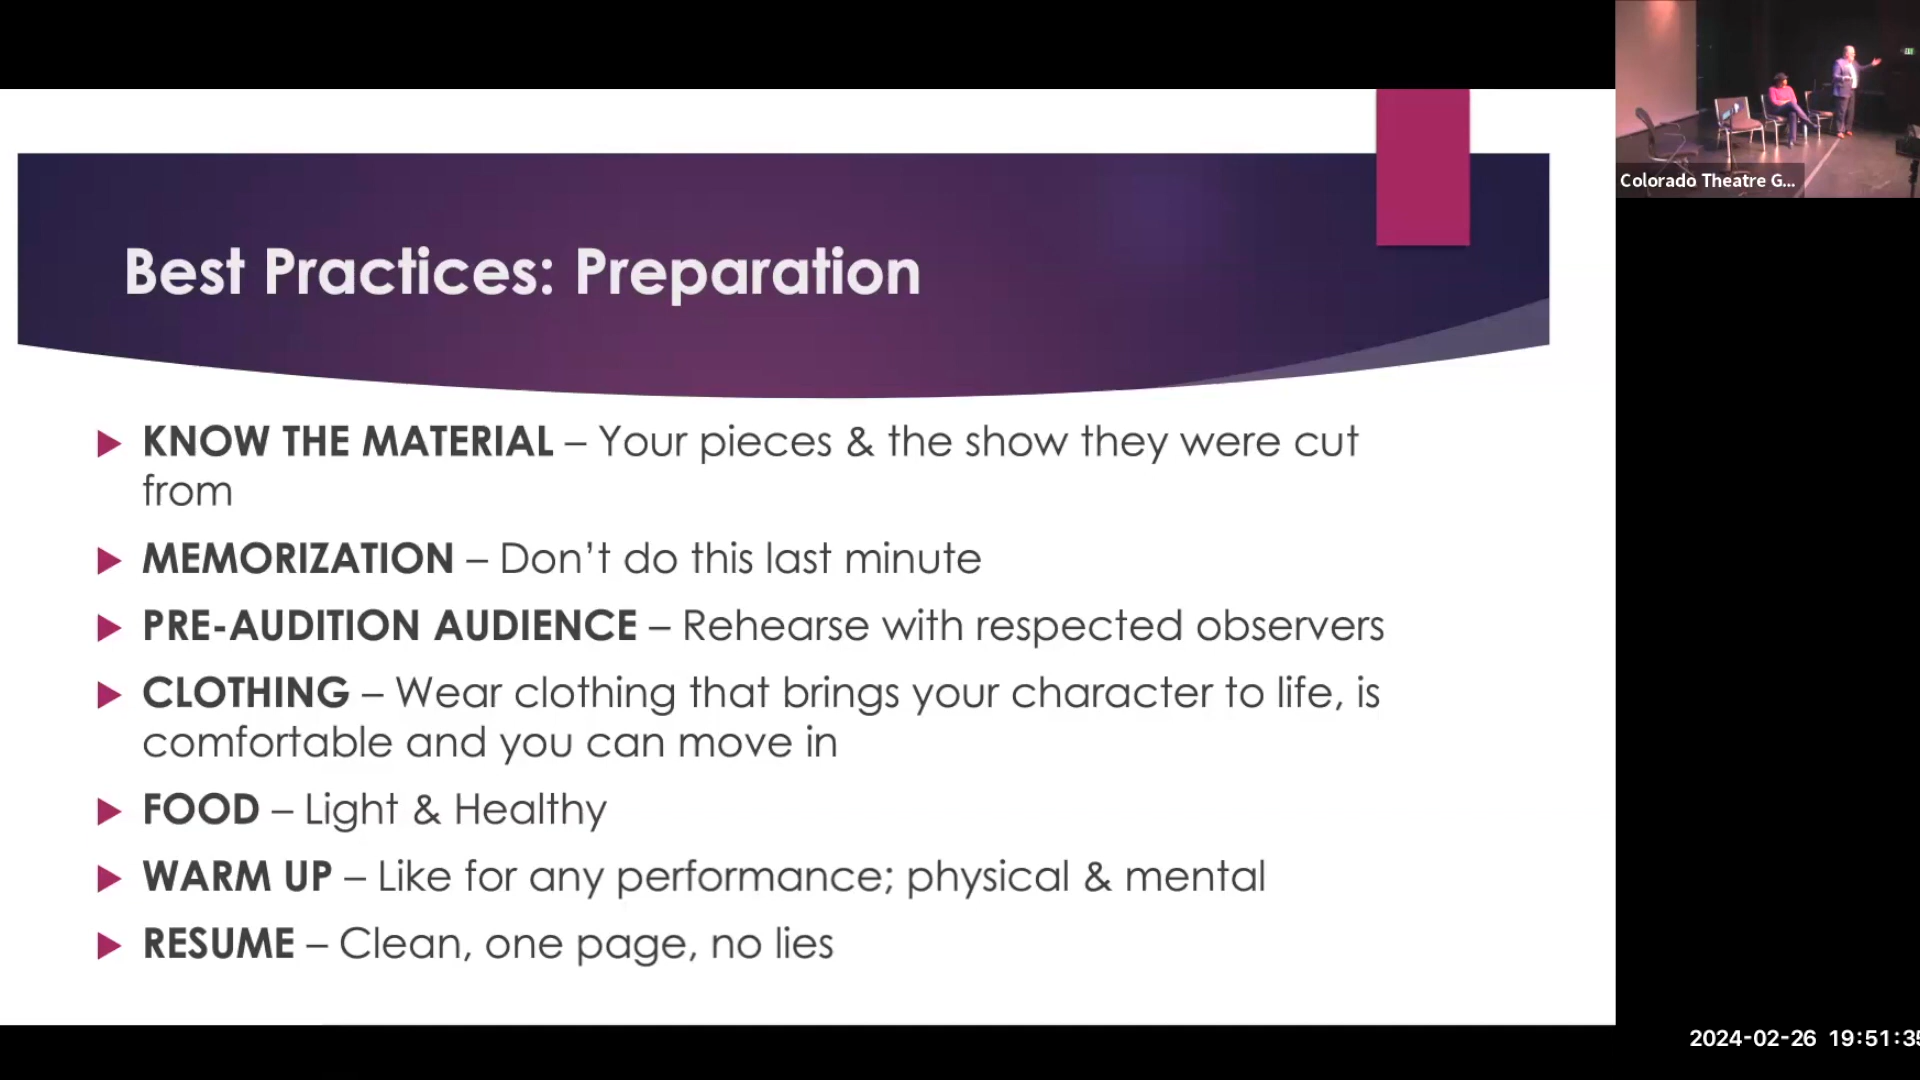 Colorado Theatre G...
Best Practices: Preparation
KNOW THE MATERIAL – Your pieces & the show they were cut
from
MEMORIZATION – Don’t do this last minute
PRE-AUDITION AUDIENCE – Rehearse with respected observers
CLOTHING – Wear clothing that brings your character to life, is
comfortable and you can move in
FOOD – Light & Healthy
WARM UP – Like for any performance; physical & mental
RESUME – Clean, one page, no lies
2024-02-26 19:51:35